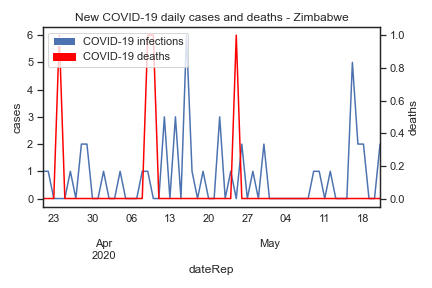 New COVID-19 daily cases and deaths - Zimbabwe
COVID-19 infections
COVID-19 deaths
6
5
4
3
2
1
0
cases
1.0
0.8
0.6
0.4
0.2
0.0
deaths
23 30 06 13 20 27 04 11 18
Apr May
2020
dateRep